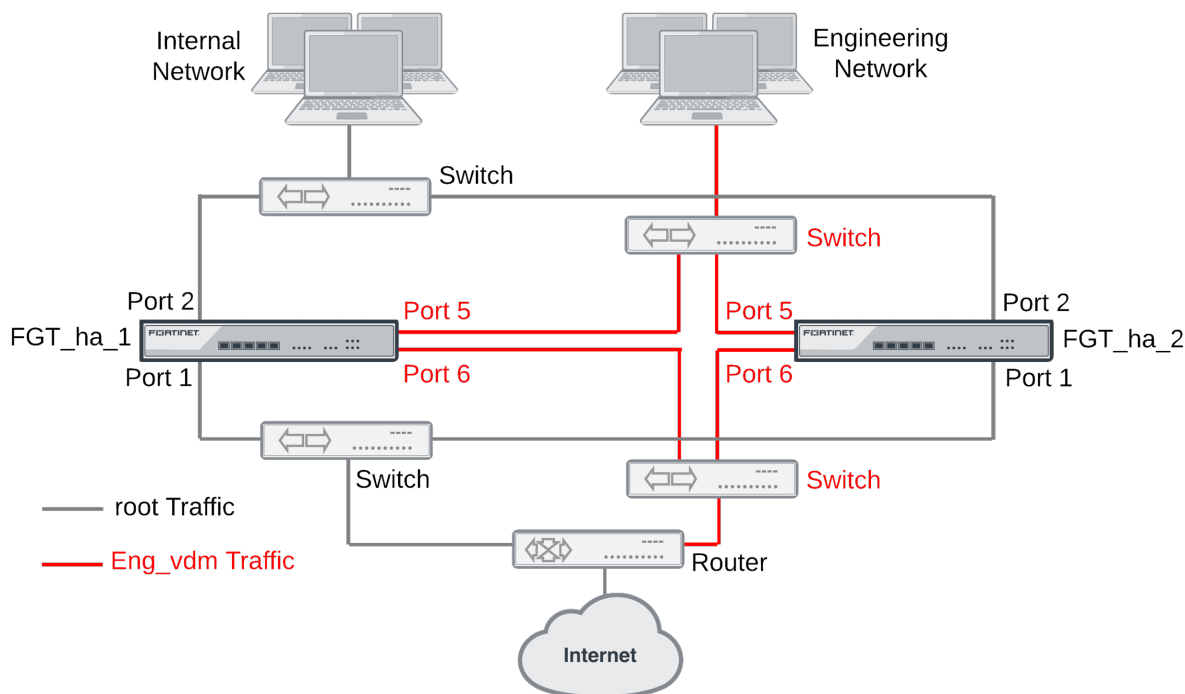 Internal
Network
Engineering
Network
Switch
Switch
Port 2
Port 5
Port 5
Port 2
FGT_ha_1
FORTINET
FORTINET
FGT_ha_2
Port 1
Port 6
Port 6
Port 1
Switch
Switch
root Traffic
Eng_vdm Traffic
Router
Internet